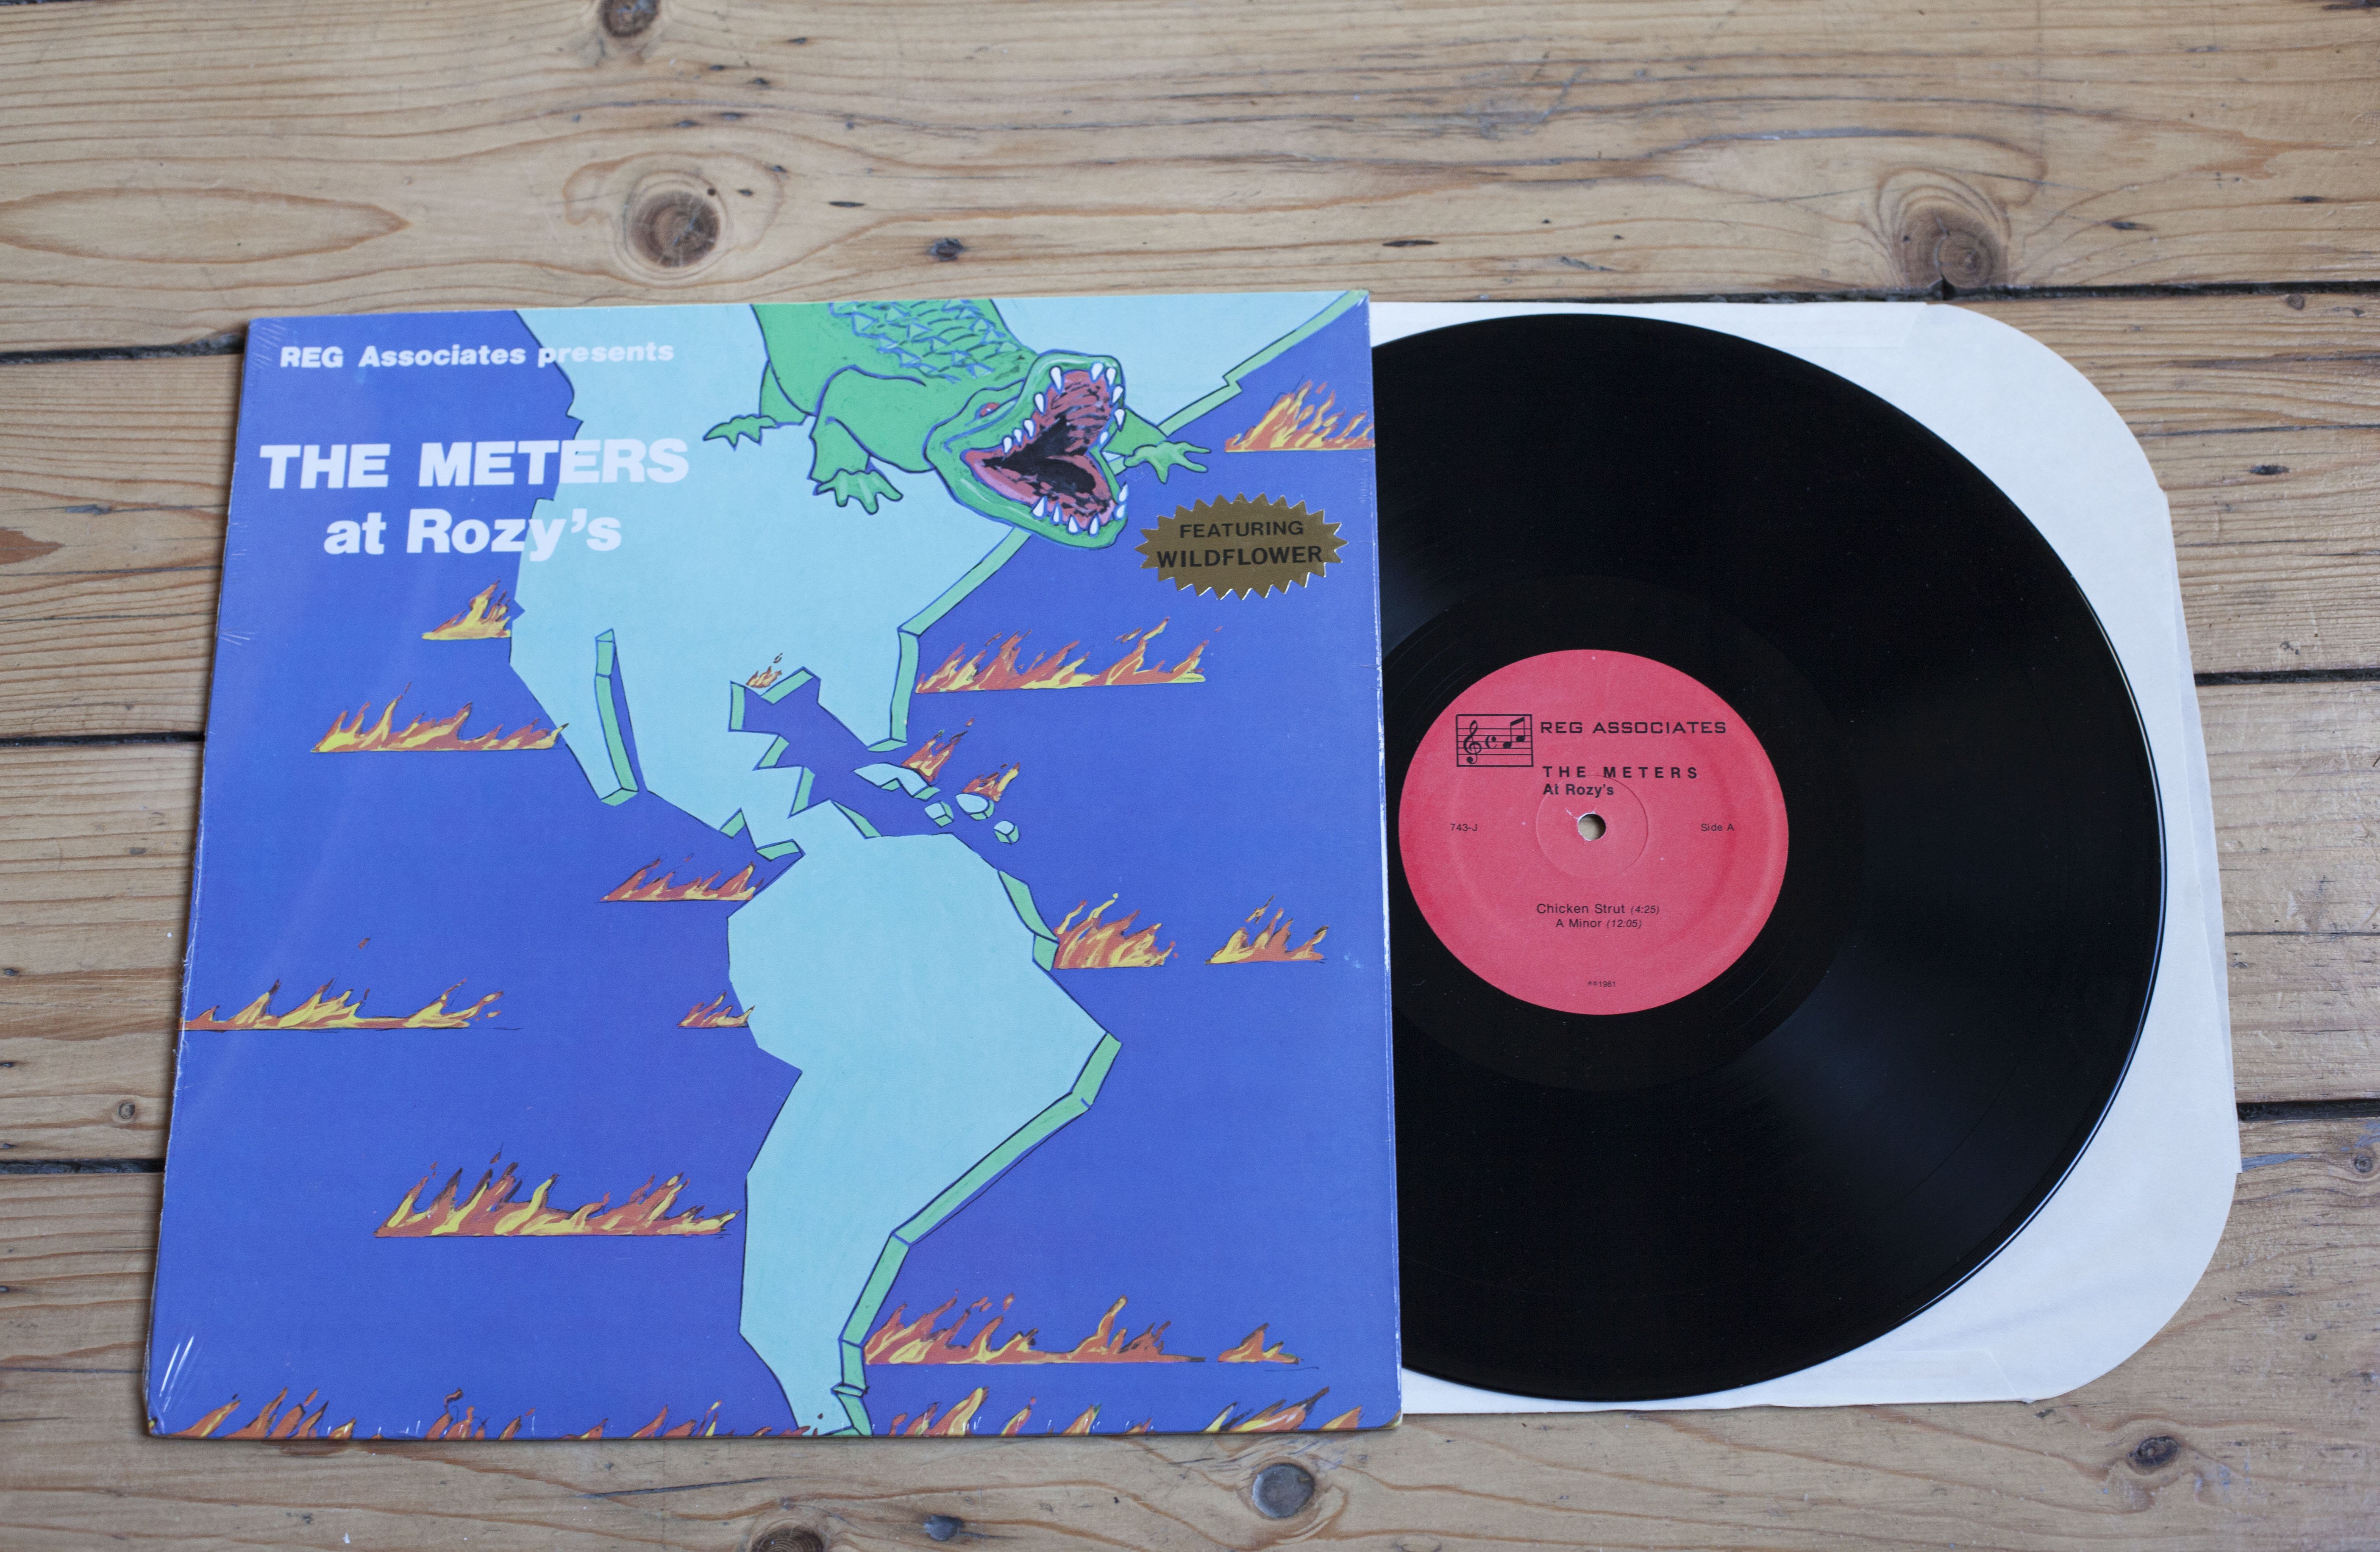 REG Associates presents
THE METERS
at Rozy's
FEATURING
WILDFLOWER
REG ASSOCIATES
THE METERS
At Rozy's
743-J
Side A
Chicken Strut (4:25)
A Minor (12:05)
℗©1981